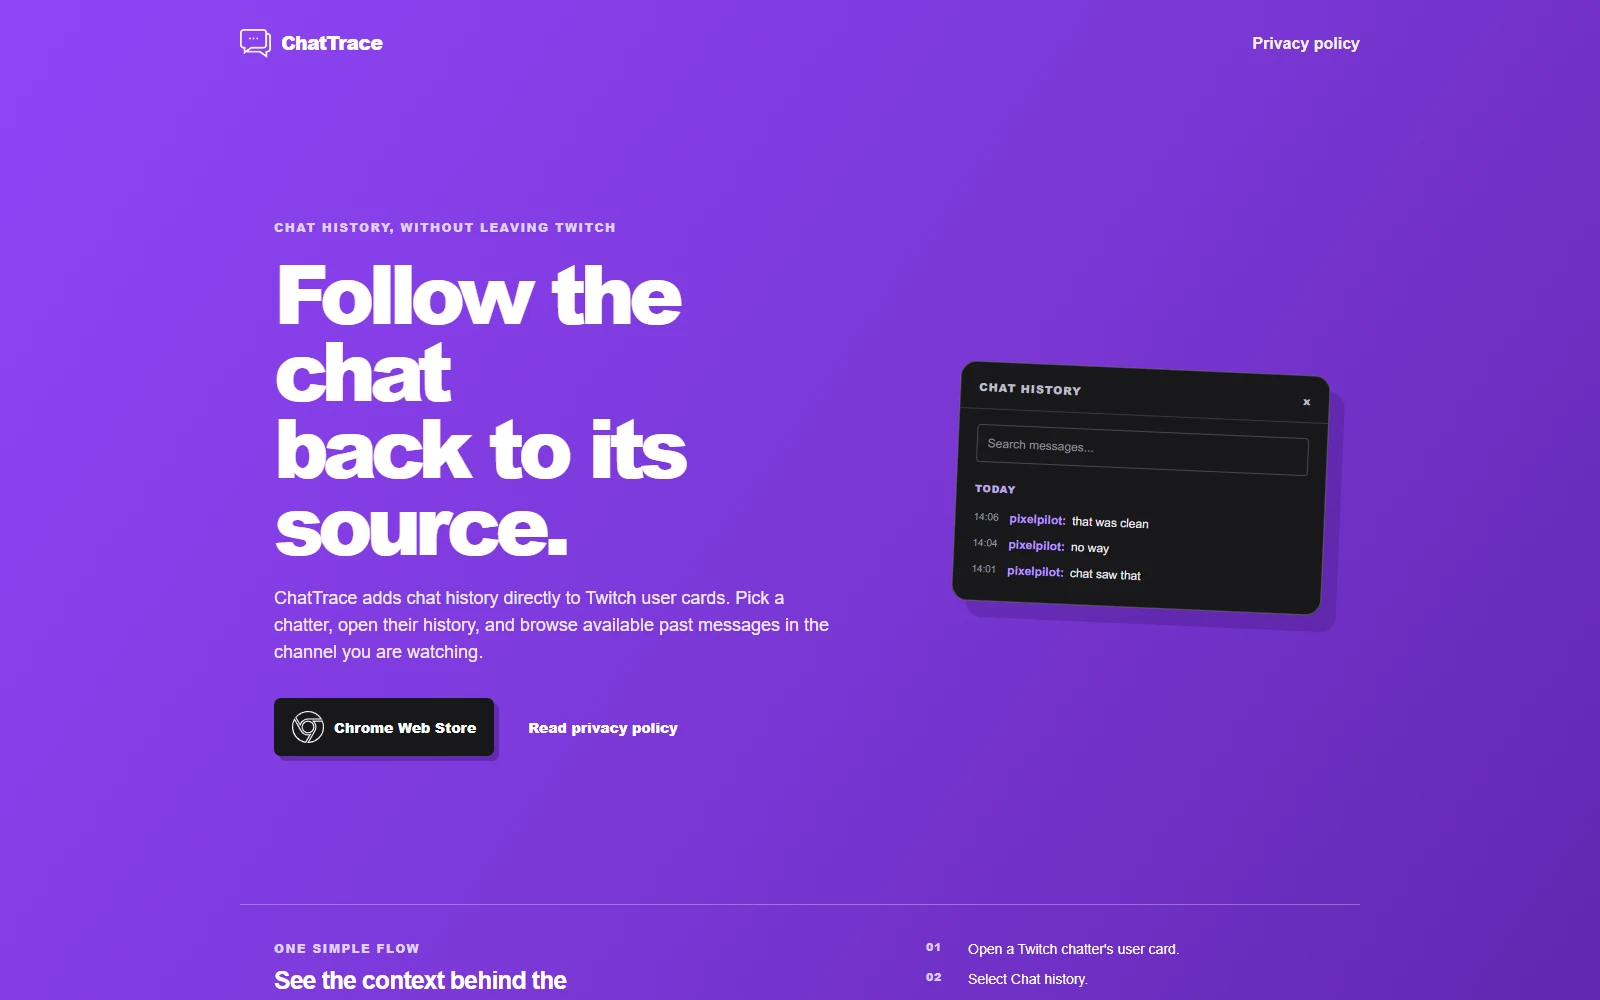 ChatTrace
Privacy policy
CHAT HISTORY, WITHOUT LEAVING TWITCH
Follow the
chat
back to its
source.
ChatTrace adds chat history directly to Twitch user cards. Pick a
chatter, open their history, and browse available past messages in the
channel you are watching.
Chrome Web Store
Read privacy policy
CHAT HISTORY
x
Search messages...
TODAY
14:06 pixelpilot: that was clean
14:04 pixelpilot: no way
14:01 pixelpilot: chat saw that
ONE SIMPLE FLOW
See the context behind the
01 Open a Twitch chatter's user card.
02 Select Chat history.